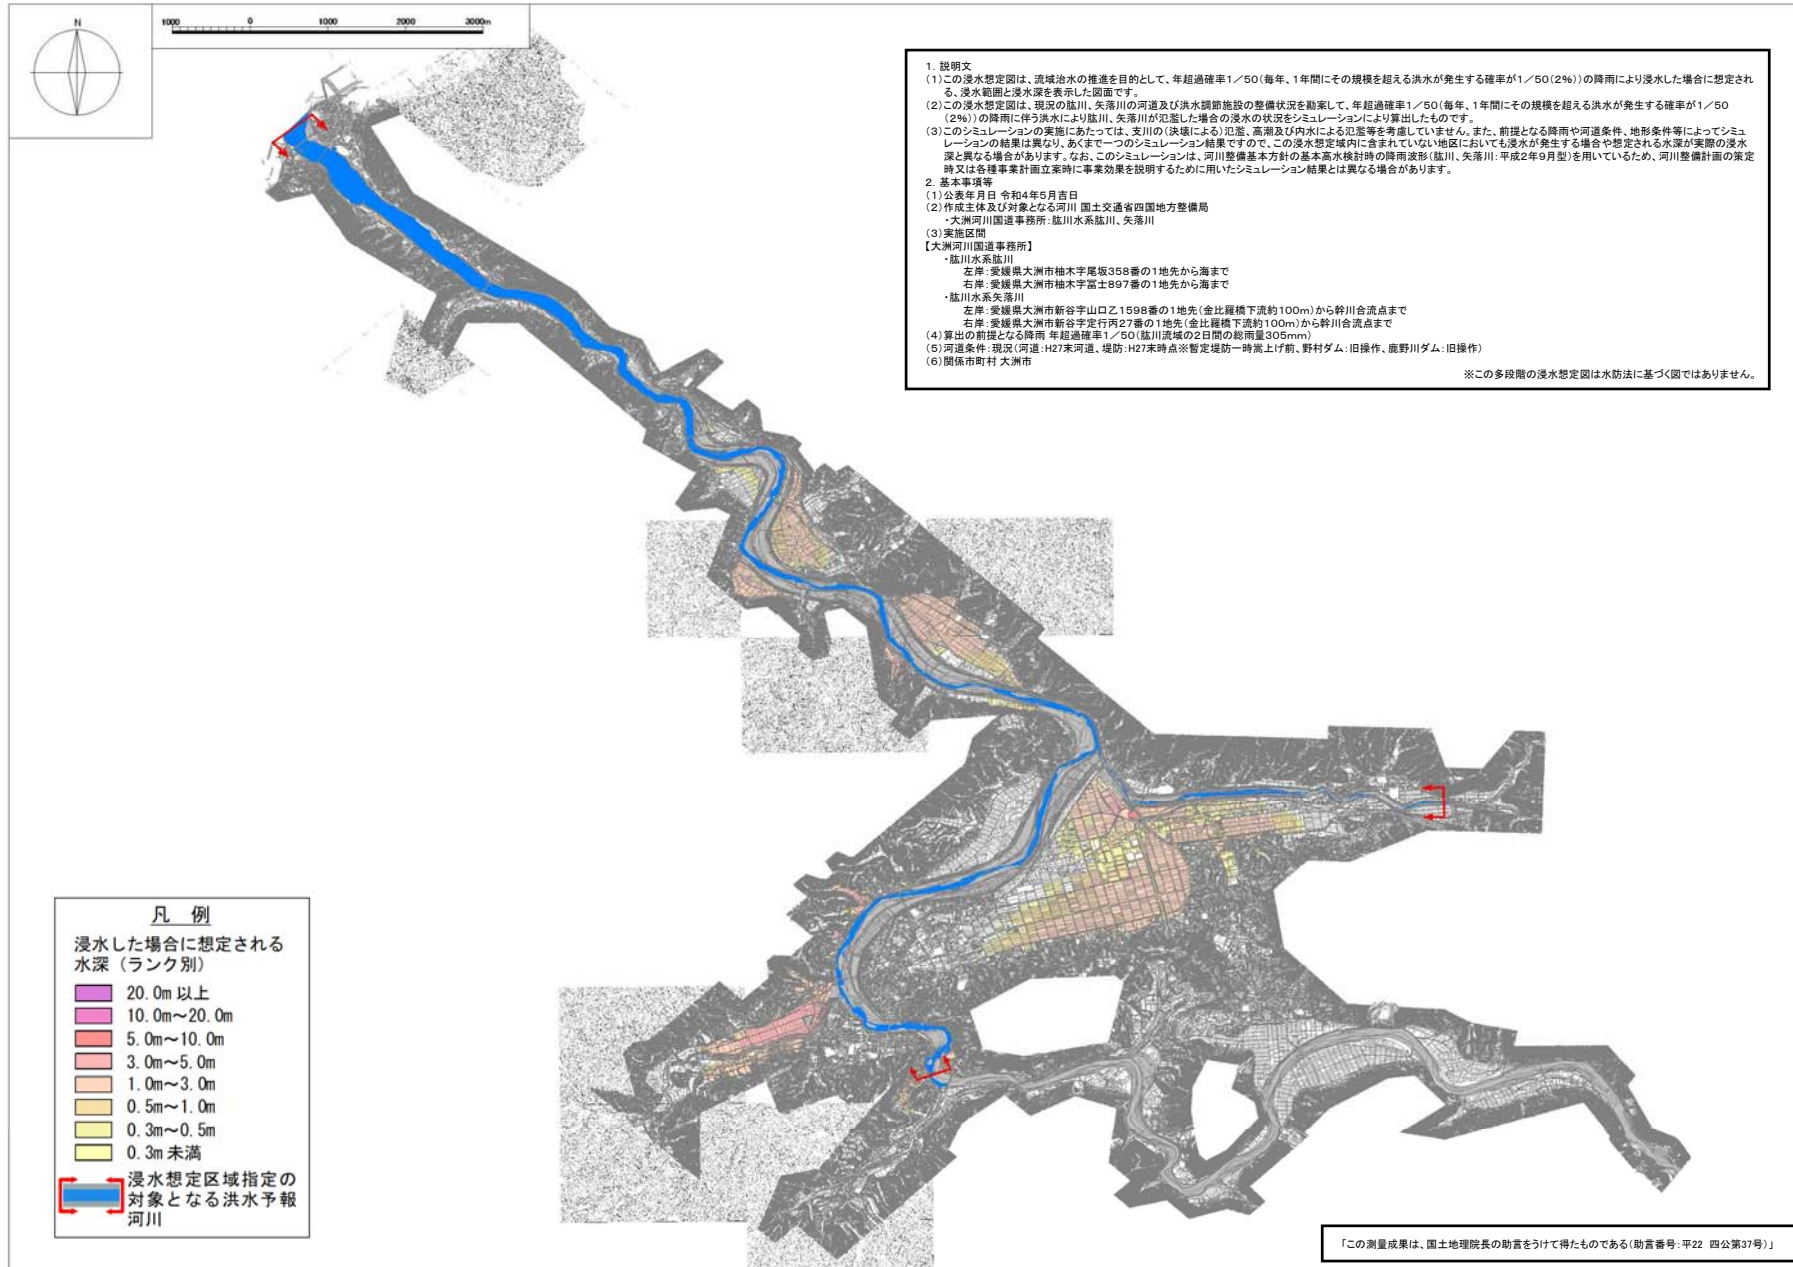 N
1000 0 1000 2000 3000m
1. 説明文
(1)この浸水想定図は、流域治水の推進を目的として、年超過確率1/50(毎年、1年間にその規模を超える洪水が発生する確率が1/50(2%))の降雨により浸水した場合に想定され
る、浸水範囲と浸水深を表示した図面です。
(2)この浸水想定図は、現況の肱川、矢落川の河道及び洪水調節施設の整備状況を勘案して、年超過確率1/50(毎年、1年間にその規模を超える洪水が発生する確率が1/50
(2%))の降雨に伴う洪水により肱川、矢落川が氾濫した場合の浸水の状況をシミュレーションにより算出したものです。
(3)このシミュレーションの実施にあたっては、支川の(決壊による)氾濫、高潮及び内水による氾濫等を考慮していません。また、前提となる降雨や河道条件、地形条件等によってシミュ
レーションの結果は異なり、あくまで一つのシミュレーション結果ですので、この浸水想定域内に含まれていない地区においても浸水が発生する場合や想定される水深が実際の浸水
深と異なる場合があります。なお、このシミュレーションは、河川整備基本方針の基本高水検討時の降雨波形(肱川、矢落川:平成2年9月型)を用いているため、河川整備計画の策定
時又は各種事業計画立案時に事業効果を説明するために用いたシミュレーション結果とは異なる場合があります。
2. 基本事項等
(1)公表年月日 令和4年5月吉日
(2)作成主体及び対象となる河川 国土交通省四国地方整備局
・大洲河川国道事務所:肱川水系肱川、矢落川
(3)実施区間
【大洲河川国道事務所】
・肱川水系肱川
左岸:愛媛県大洲市柚木字尾坂358番の1地先から海まで
右岸:愛媛県大洲市柚木字冨士897番の1地先から海まで
・肱川水系矢落川
左岸:愛媛県大洲市新谷字山口乙1598番の1地先(金比羅橋下流約100m)から幹川合流点まで
右岸:愛媛県大洲市新谷字定行丙27番の1地先(金比羅橋下流約100m)から幹川合流点まで
(4)算出の前提となる降雨 年超過確率1/50(肱川流域の2日間の総雨量305mm)
(5)河道条件:現況(河道:H27末河道、堤防:H27末時点※暫定堤防一時嵩上げ前、野村ダム:旧操作、鹿野川ダム:旧操作)
(6)関係市町村 大洲市
※この多段階の浸水想定図は水防法に基づく図ではありません。
凡 例
浸水した場合に想定される
水深(ランク別)
20.0m 以上
10.0m~20.0m
5.0m~10.0m
3.0m~5.0m
1.0m~3.0m
0.5m~1.0m
0.3m~0.5m
0.3m 未満
浸水想定区域指定の
対象となる洪水予報
河川
「この測量成果は、国土地理院長の助言をうけて得たものである(助言番号:平22 四公第37号)」